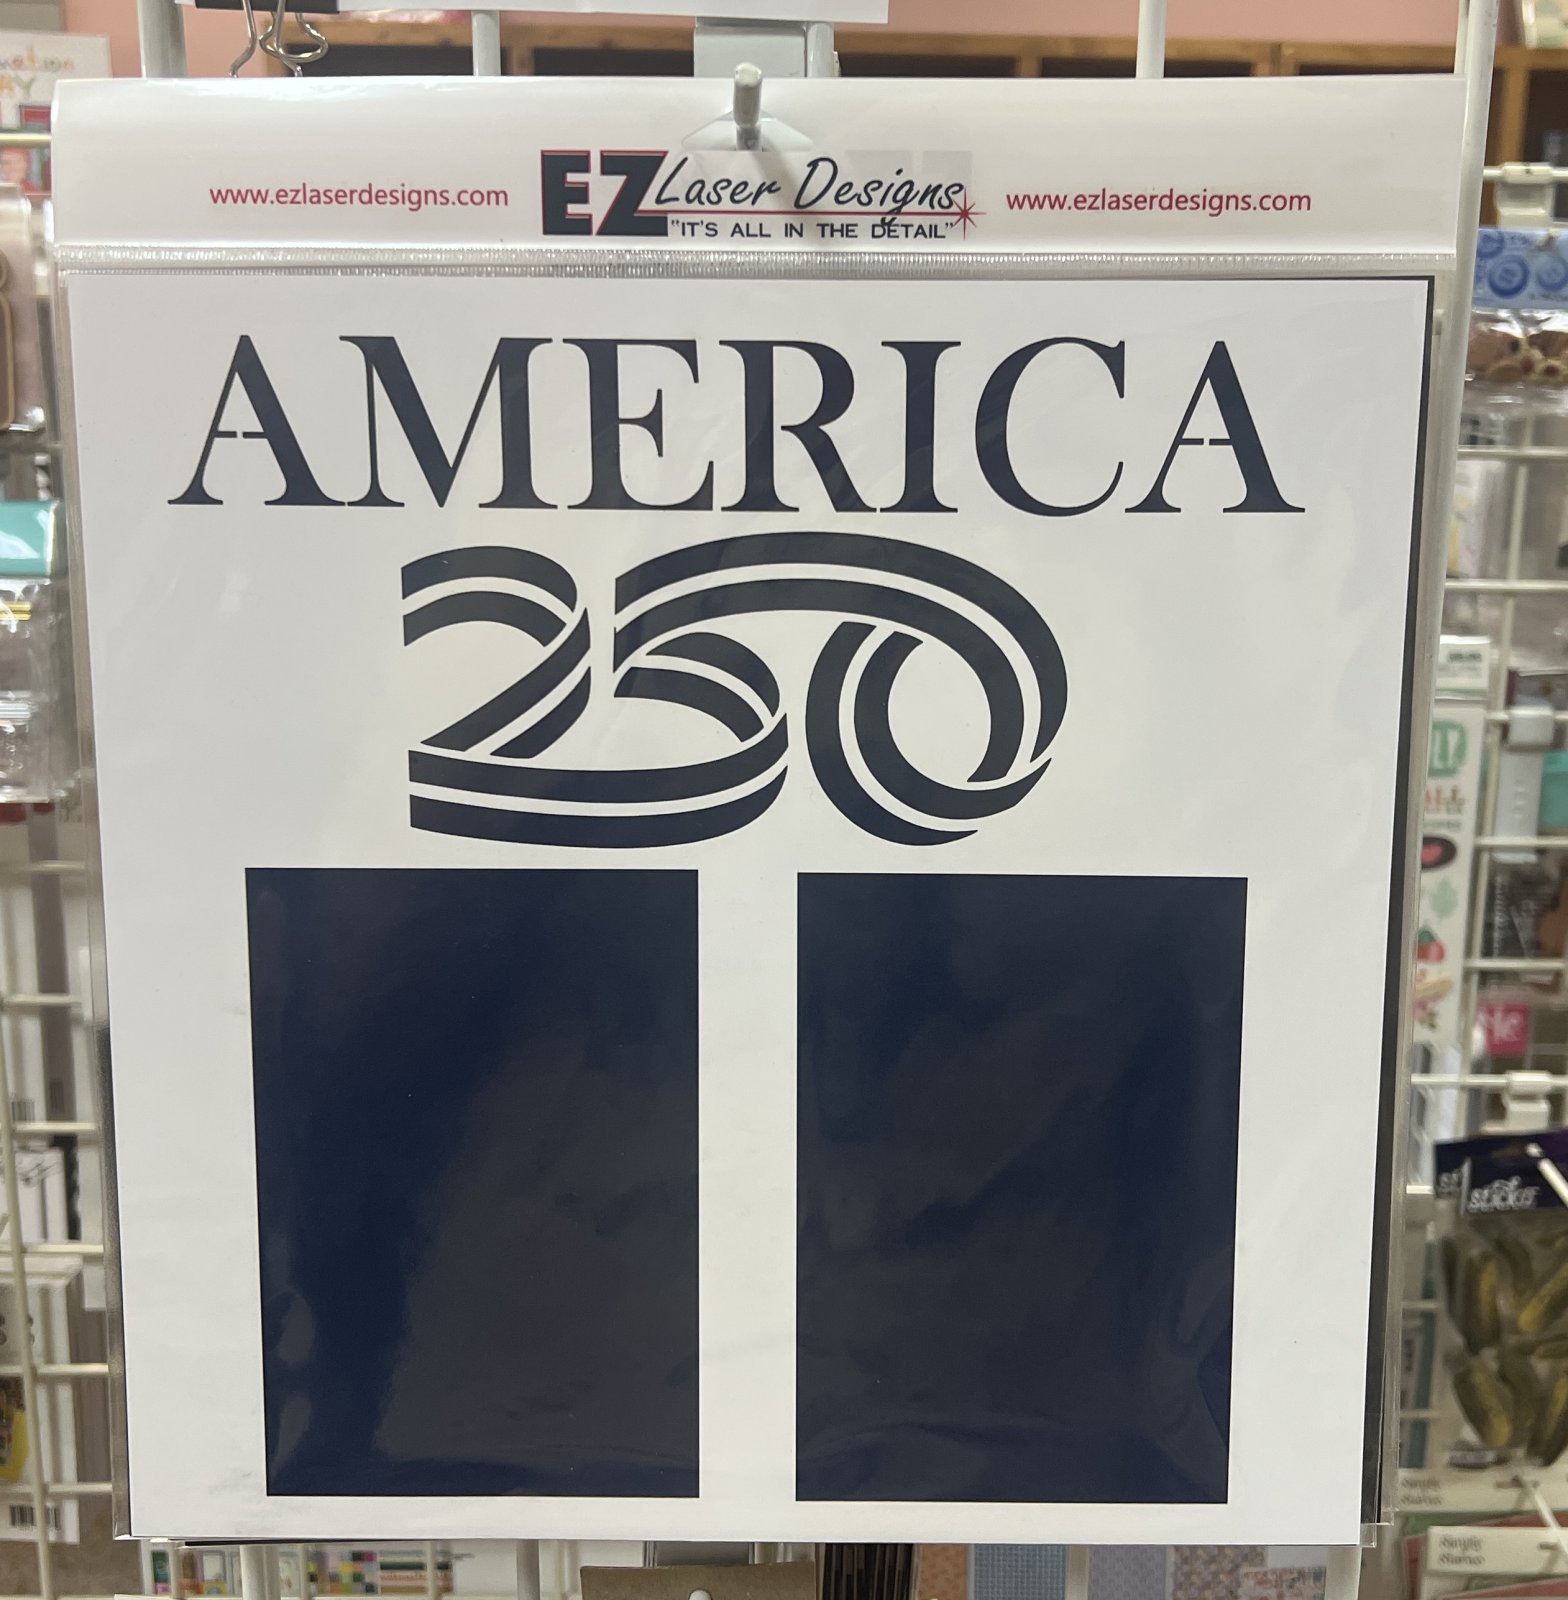 www.ezlaserdesigns.com
EZ Laser Designs
"IT'S ALL IN THE DETAIL"
www.ezlaserdesigns.com
AMERICA
250